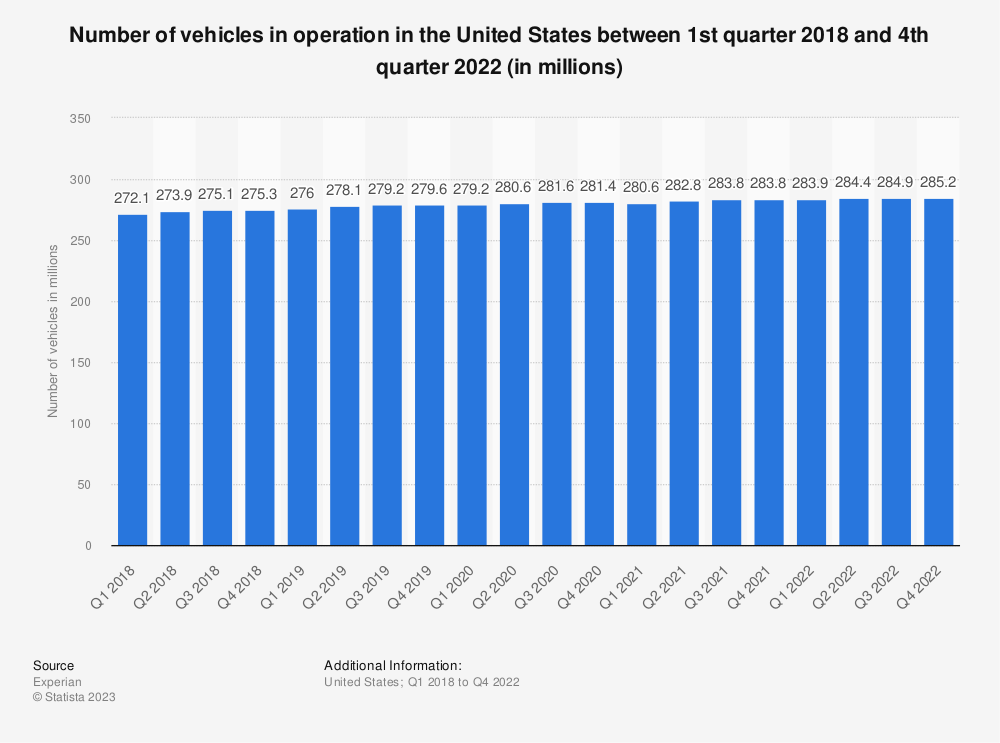 Number of vehicles in operation in the United States between 1st quarter 2018 and 4th
quarter 2022 (in millions)
Number of vehicles in millions
350
300
250
200
150
100
50
0
272.1 273.9 275.1 275.3 276 278.1 279.2 279.6 279.2 280.6 281.6 281.4 280.6 282.8 283.8 283.8 283.9 284.4 284.9 285.2
Q1 2018 Q2 2018 Q3 2018 Q4 2018 Q1 2019 Q2 2019 Q3 2019 Q4 2019 Q1 2020 Q2 2020 Q3 2020 Q4 2020 Q1 2021 Q2 2021 Q3 2021 Q4 2021 Q1 2022 Q2 2022 Q3 2022 Q4 2022
Source
Experian
© Statista 2023
Additional Information:
United States; Q1 2018 to Q4 2022